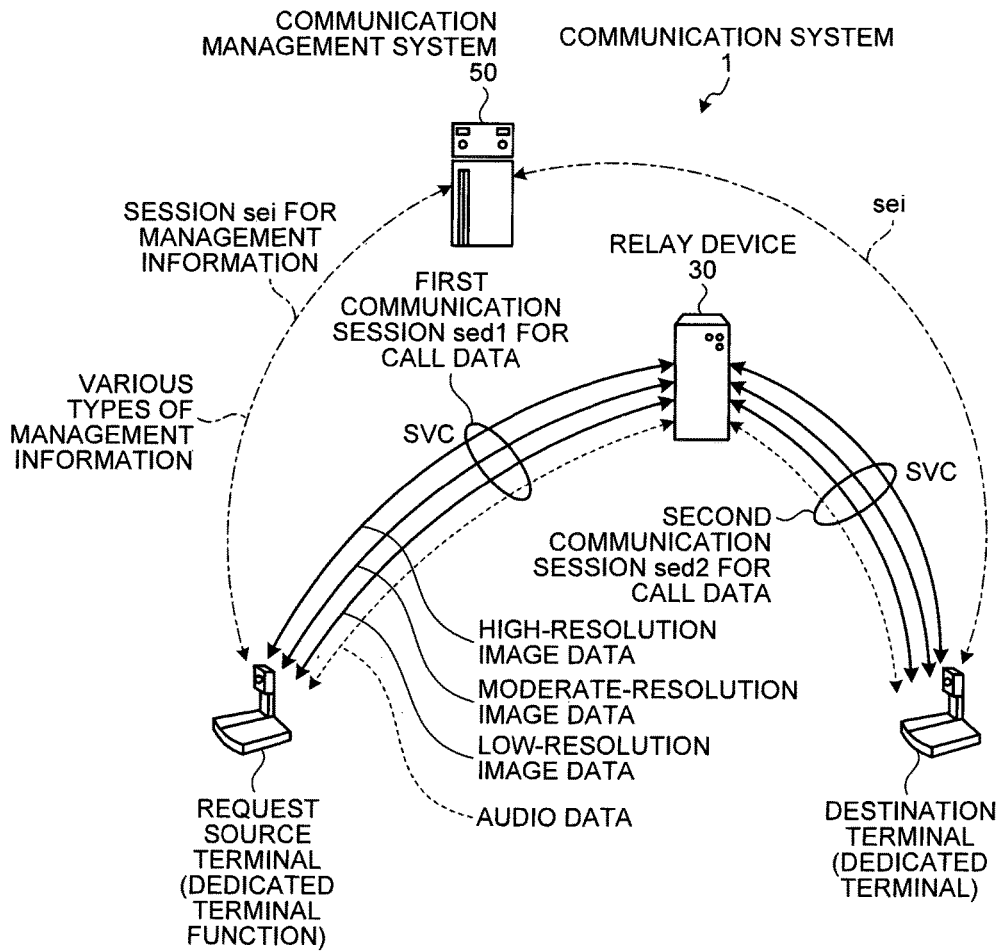 COMMUNICATION
MANAGEMENT SYSTEM
50
COMMUNICATION SYSTEM
1
SESSION sei FOR
MANAGEMENT
INFORMATION
sei
RELAY DEVICE
30
FIRST
COMMUNICATION
SESSION sed1 FOR
CALL DATA
VARIOUS
TYPES OF
MANAGEMENT
INFORMATION
SVC
SVC
SECOND
COMMUNICATION
SESSION sed2 FOR
CALL DATA
HIGH-RESOLUTION
IMAGE DATA
MODERATE-RESOLUTION
IMAGE DATA
LOW-RESOLUTION
IMAGE DATA
AUDIO DATA
REQUEST
SOURCE
TERMINAL
(DEDICATED
TERMINAL
FUNCTION)
DESTINATION
TERMINAL
(DEDICATED
TERMINAL)